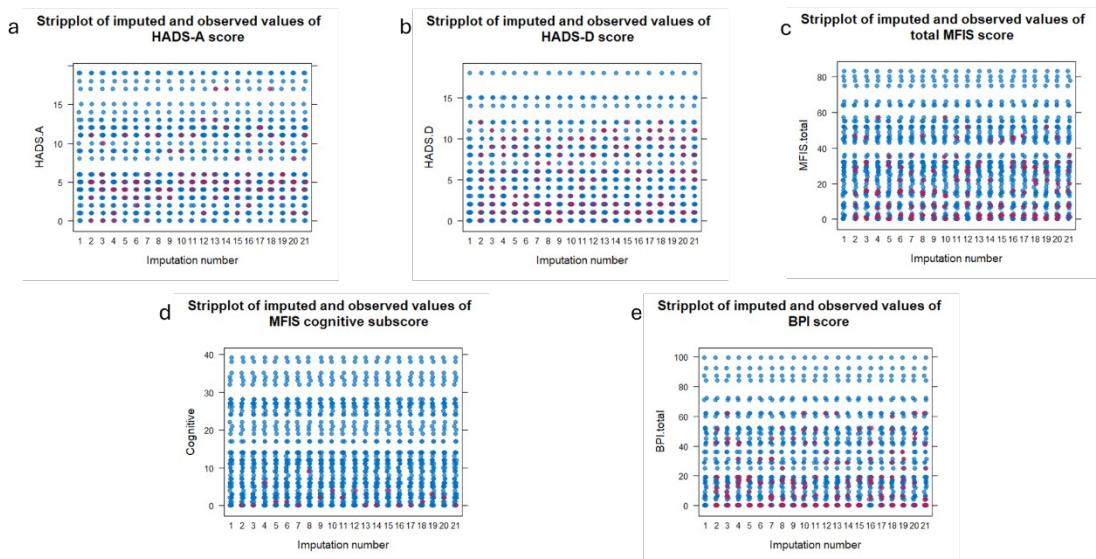 a
Stripplot of imputed and observed values of
HADS-A score
HADS.A
15
10
5
0
1 2 3 4 5 6 7 8 9 10 11 12 13 14 15 16 17 18 19 20 21
Imputation number
b
Stripplot of imputed and observed values of
HADS-D score
HADS.D
15
10
5
0
1 2 3 4 5 6 7 8 9 10 11 12 13 14 15 16 17 18 19 20 21
Imputation number
c
Stripplot of imputed and observed values of
total MFIS score
MFIS.total
80
60
40
20
0
1 2 3 4 5 6 7 8 9 10 11 12 13 14 15 16 17 18 19 20 21
Imputation number
d
Stripplot of imputed and observed values of
MFIS cognitive subscore
Cognitive
40
30
20
10
0
1 2 3 4 5 6 7 8 9 10 11 12 13 14 15 16 17 18 19 20 21
Imputation number
e
Stripplot of imputed and observed values of
BPI score
BPI.total
100
80
60
40
20
0
1 2 3 4 5 6 7 8 9 10 11 12 13 14 15 16 17 18 19 20 21
Imputation number